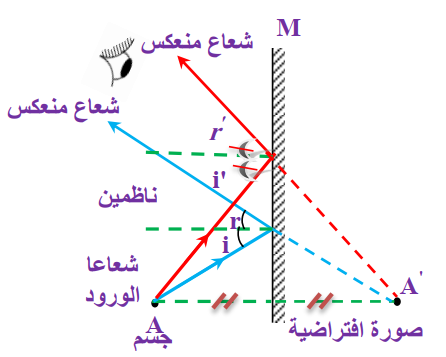 M
شعاع منعكس
شعاع منعكس
r'
i'
ناظمين
r
i
شعاعا
الورود
A
جسم
A'
صورة افتراضية